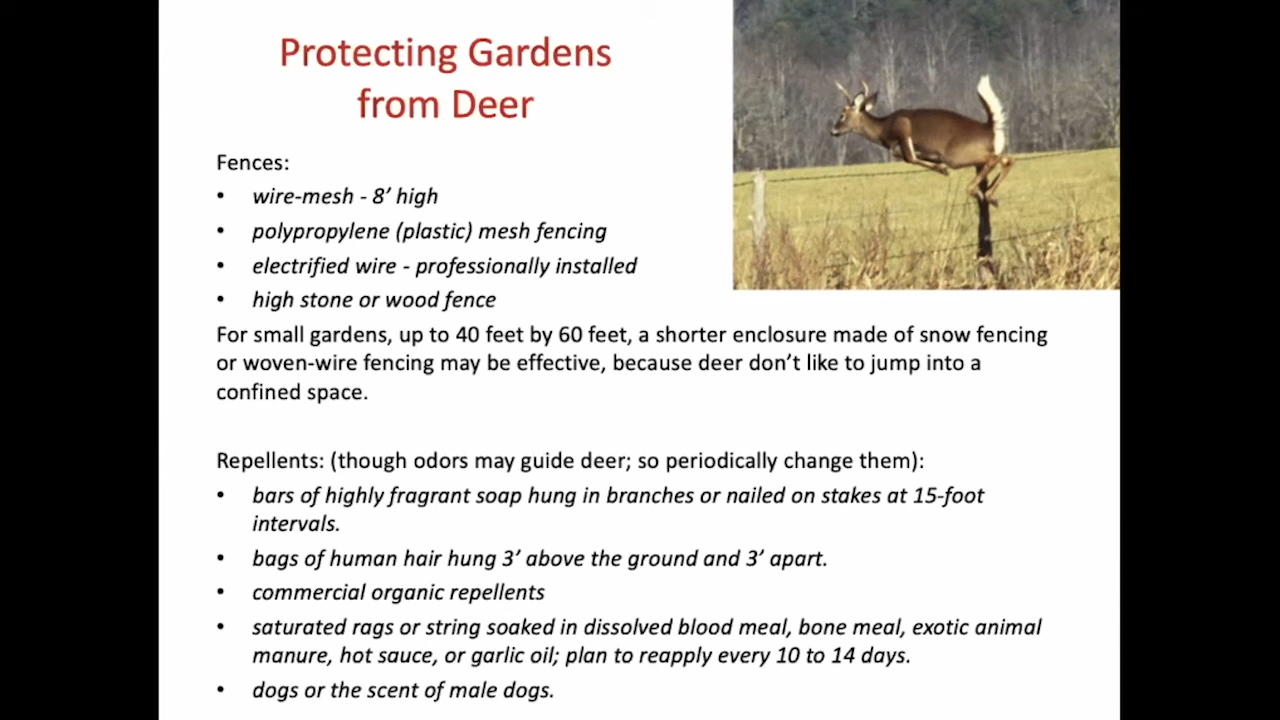 Protecting Gardens
from Deer
Fences:
• wire-mesh - 8’ high
• polypropylene (plastic) mesh fencing
• electrified wire - professionally installed
• high stone or wood fence
For small gardens, up to 40 feet by 60 feet, a shorter enclosure made of snow fencing
or woven-wire fencing may be effective, because deer don’t like to jump into a
confined space.
Repellents: (though odors may guide deer; so periodically change them):
• bars of highly fragrant soap hung in branches or nailed on stakes at 15-foot
intervals.
• bags of human hair hung 3’ above the ground and 3’ apart.
• commercial organic repellents
• saturated rags or string soaked in dissolved blood meal, bone meal, exotic animal
manure, hot sauce, or garlic oil; plan to reapply every 10 to 14 days.
• dogs or the scent of male dogs.